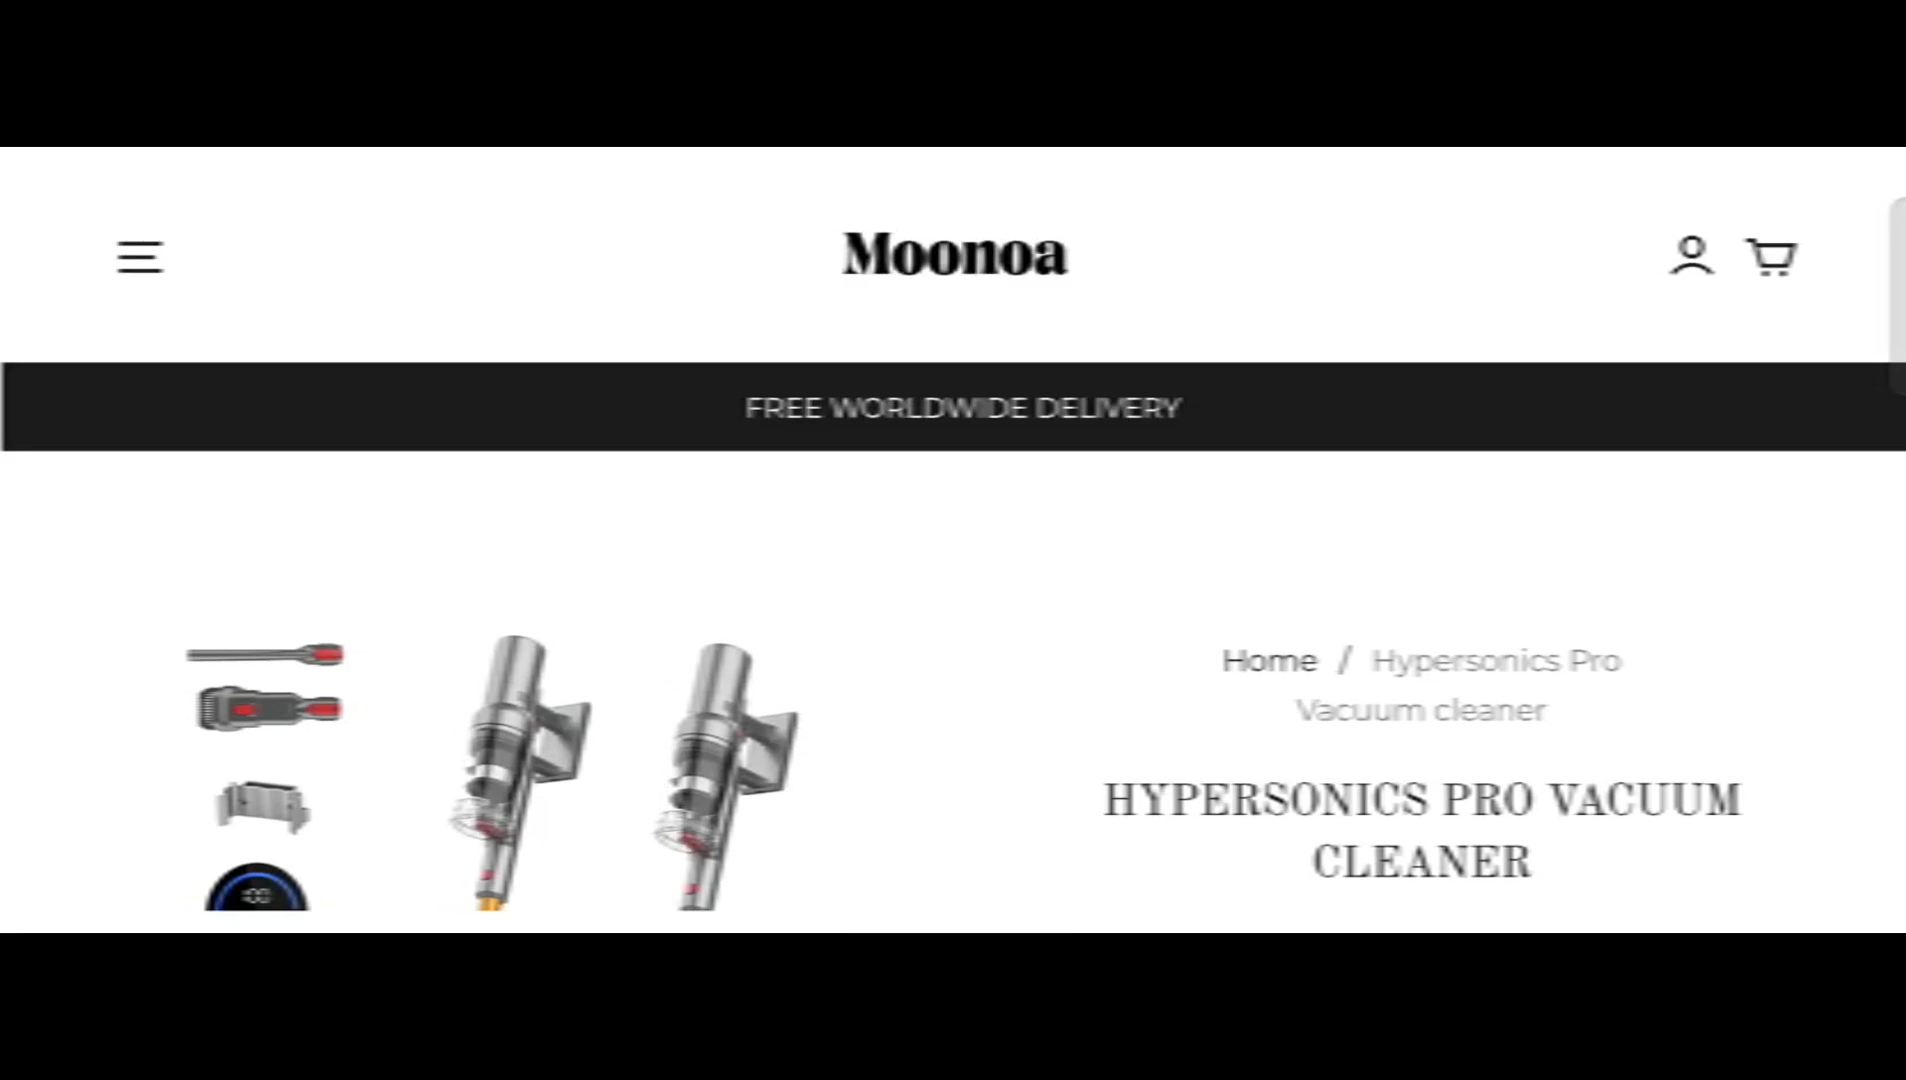 Moonoa
FREE WORLDWIDE DELIVERY
Home / Hypersonics Pro
Vacuum cleaner
HYPERSONICS PRO VACUUM
CLEANER